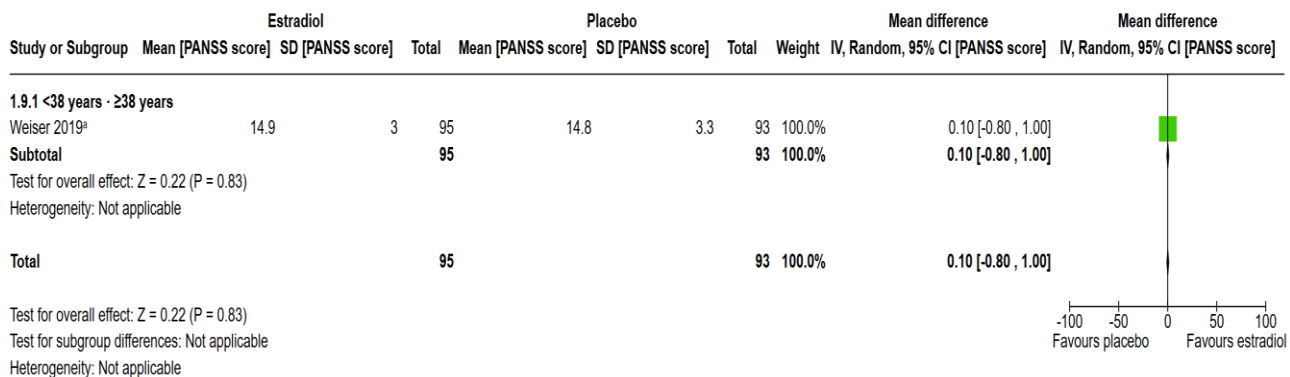 Estradiol Placebo Mean difference Mean difference
Study or Subgroup Mean [PANSS score] SD [PANSS score] Total Mean [PANSS score] SD [PANSS score] Total Weight IV, Random, 95% CI [PANSS score] IV, Random, 95% CI [PANSS score]
1.9.1 <38 years · ≥38 years
Weiser 2019ª 14.9 3 95 14.8 3.3 93 100.0% 0.10 [-0.80 , 1.00]
Subtotal 95 93 100.0% 0.10 [-0.80 , 1.00]
Test for overall effect: Z = 0.22 (P = 0.83)
Heterogeneity: Not applicable
Total 95 93 100.0% 0.10 [-0.80 , 1.00]
Test for overall effect: Z = 0.22 (P = 0.83)
Test for subgroup differences: Not applicable
Heterogeneity: Not applicable
-100 -50 0 50 100
Favours placebo Favours estradiol